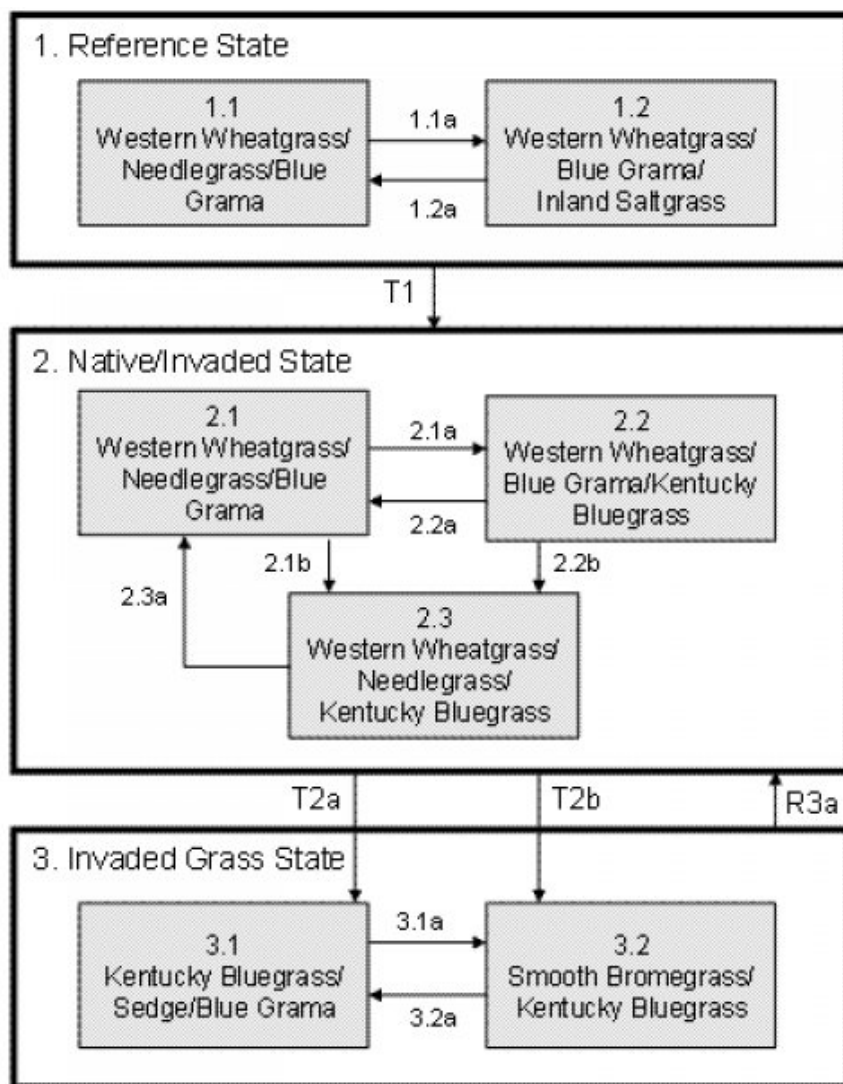 1. Reference State
1.1
Western Wheatgrass/
Needlegrass/Blue
Grama
1.1a
1.2a
1.2
Western Wheatgrass/
Blue Grama/
Inland Saltgrass
T1
2. Native/Invaded State
2.1
Western Wheatgrass/
Needlegrass/Blue
Grama
2.1a
2.2a
2.2
Western Wheatgrass/
Blue Grama/Kentucky
Bluegrass
2.3a
2.1b
2.2b
2.3
Western Wheatgrass/
Needlegrass/
Kentucky Bluegrass
T2a
T2b
R3a
3. Invaded Grass State
3.1
Kentucky Bluegrass/
Sedge/Blue Grama
3.1a
3.2a
3.2
Smooth Bromegrass/
Kentucky Bluegrass